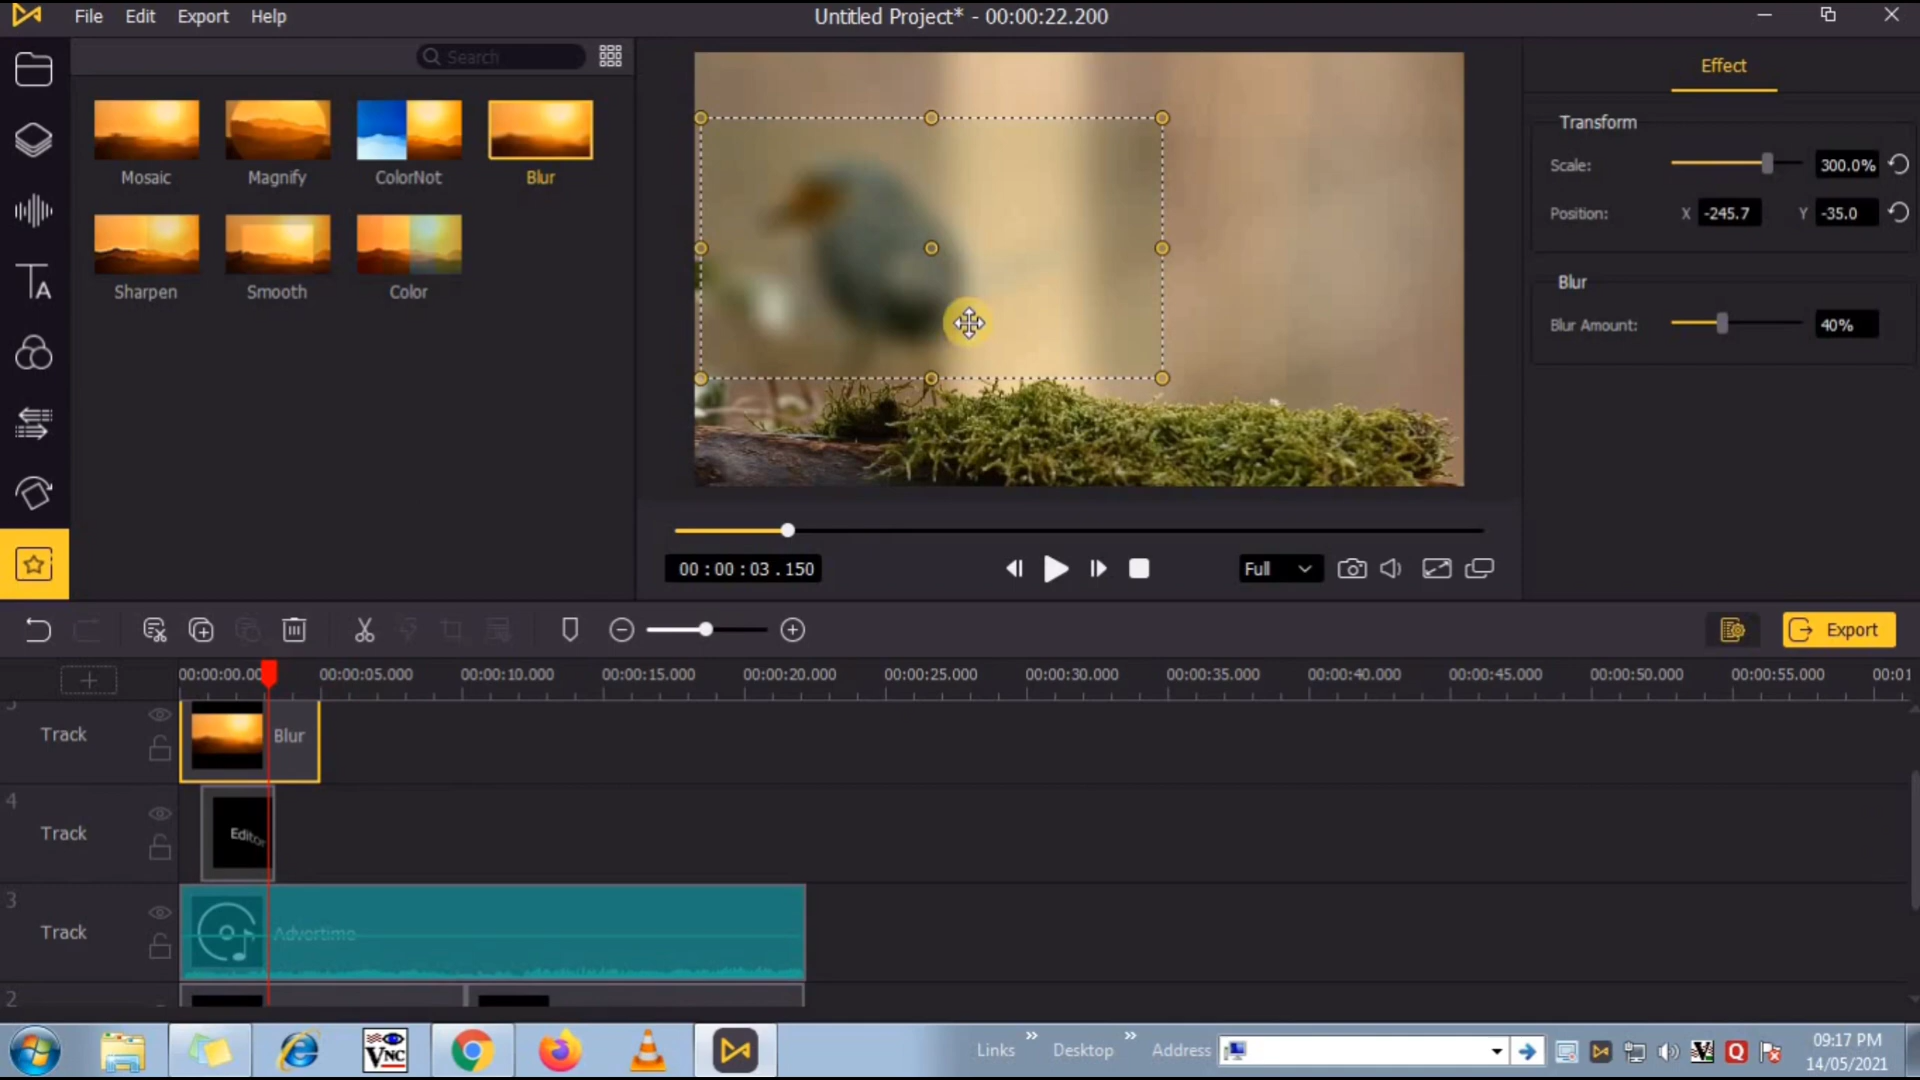 File Edit Export Help
Untitled Project* - 00:00:22.200
Search
Mosaic Magnify ColorNot Blur
Sharpen Smooth Color
Effect
Transform
Scale: 300.0%
Position: X -245.7 Y -35.0
Blur
Blur Amount: 40%
00 : 00 : 03 . 150
Full
Export
00:00:00.00 00:00:05.000 00:00:10.000 00:00:15.000 00:00:20.000 00:00:25.000 00:00:30.000 00:00:35.000 00:00:40.000 00:00:45.000 00:00:50.000 00:00:55.000 00:01
Track Blur
4
Track Editor
3
Track Advertime
2
VNC
Links Desktop Address
09:17 PM
14/05/2021